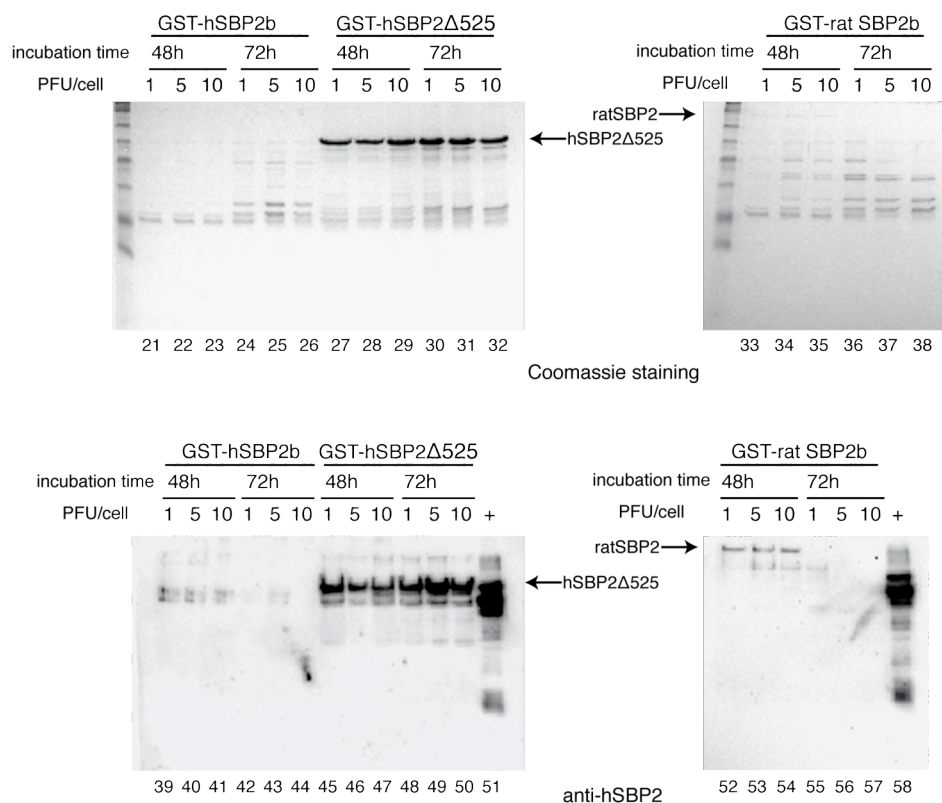 GST-hSBP2b GST-hSBP2Δ525
incubation time 48h 72h 48h 72h
PFU/cell 1 5 10 1 5 10 1 5 10 1 5 10
hSBP2Δ525
21 22 23 24 25 26 27 28 29 30 31 32
GST-rat SBP2b
incubation time 48h 72h
PFU/cell 1 5 10 1 5 10
ratSBP2
33 34 35 36 37 38
Coomassie staining
GST-hSBP2b GST-hSBP2Δ525
incubation time 48h 72h 48h 72h
PFU/cell 1 5 10 1 5 10 1 5 10 1 5 10 +
hSBP2Δ525
39 40 41 42 43 44 45 46 47 48 49 50 51
GST-rat SBP2b
incubation time 48h 72h
PFU/cell 1 5 10 1 5 10 +
ratSBP2
52 53 54 55 56 57 58
anti-hSBP2